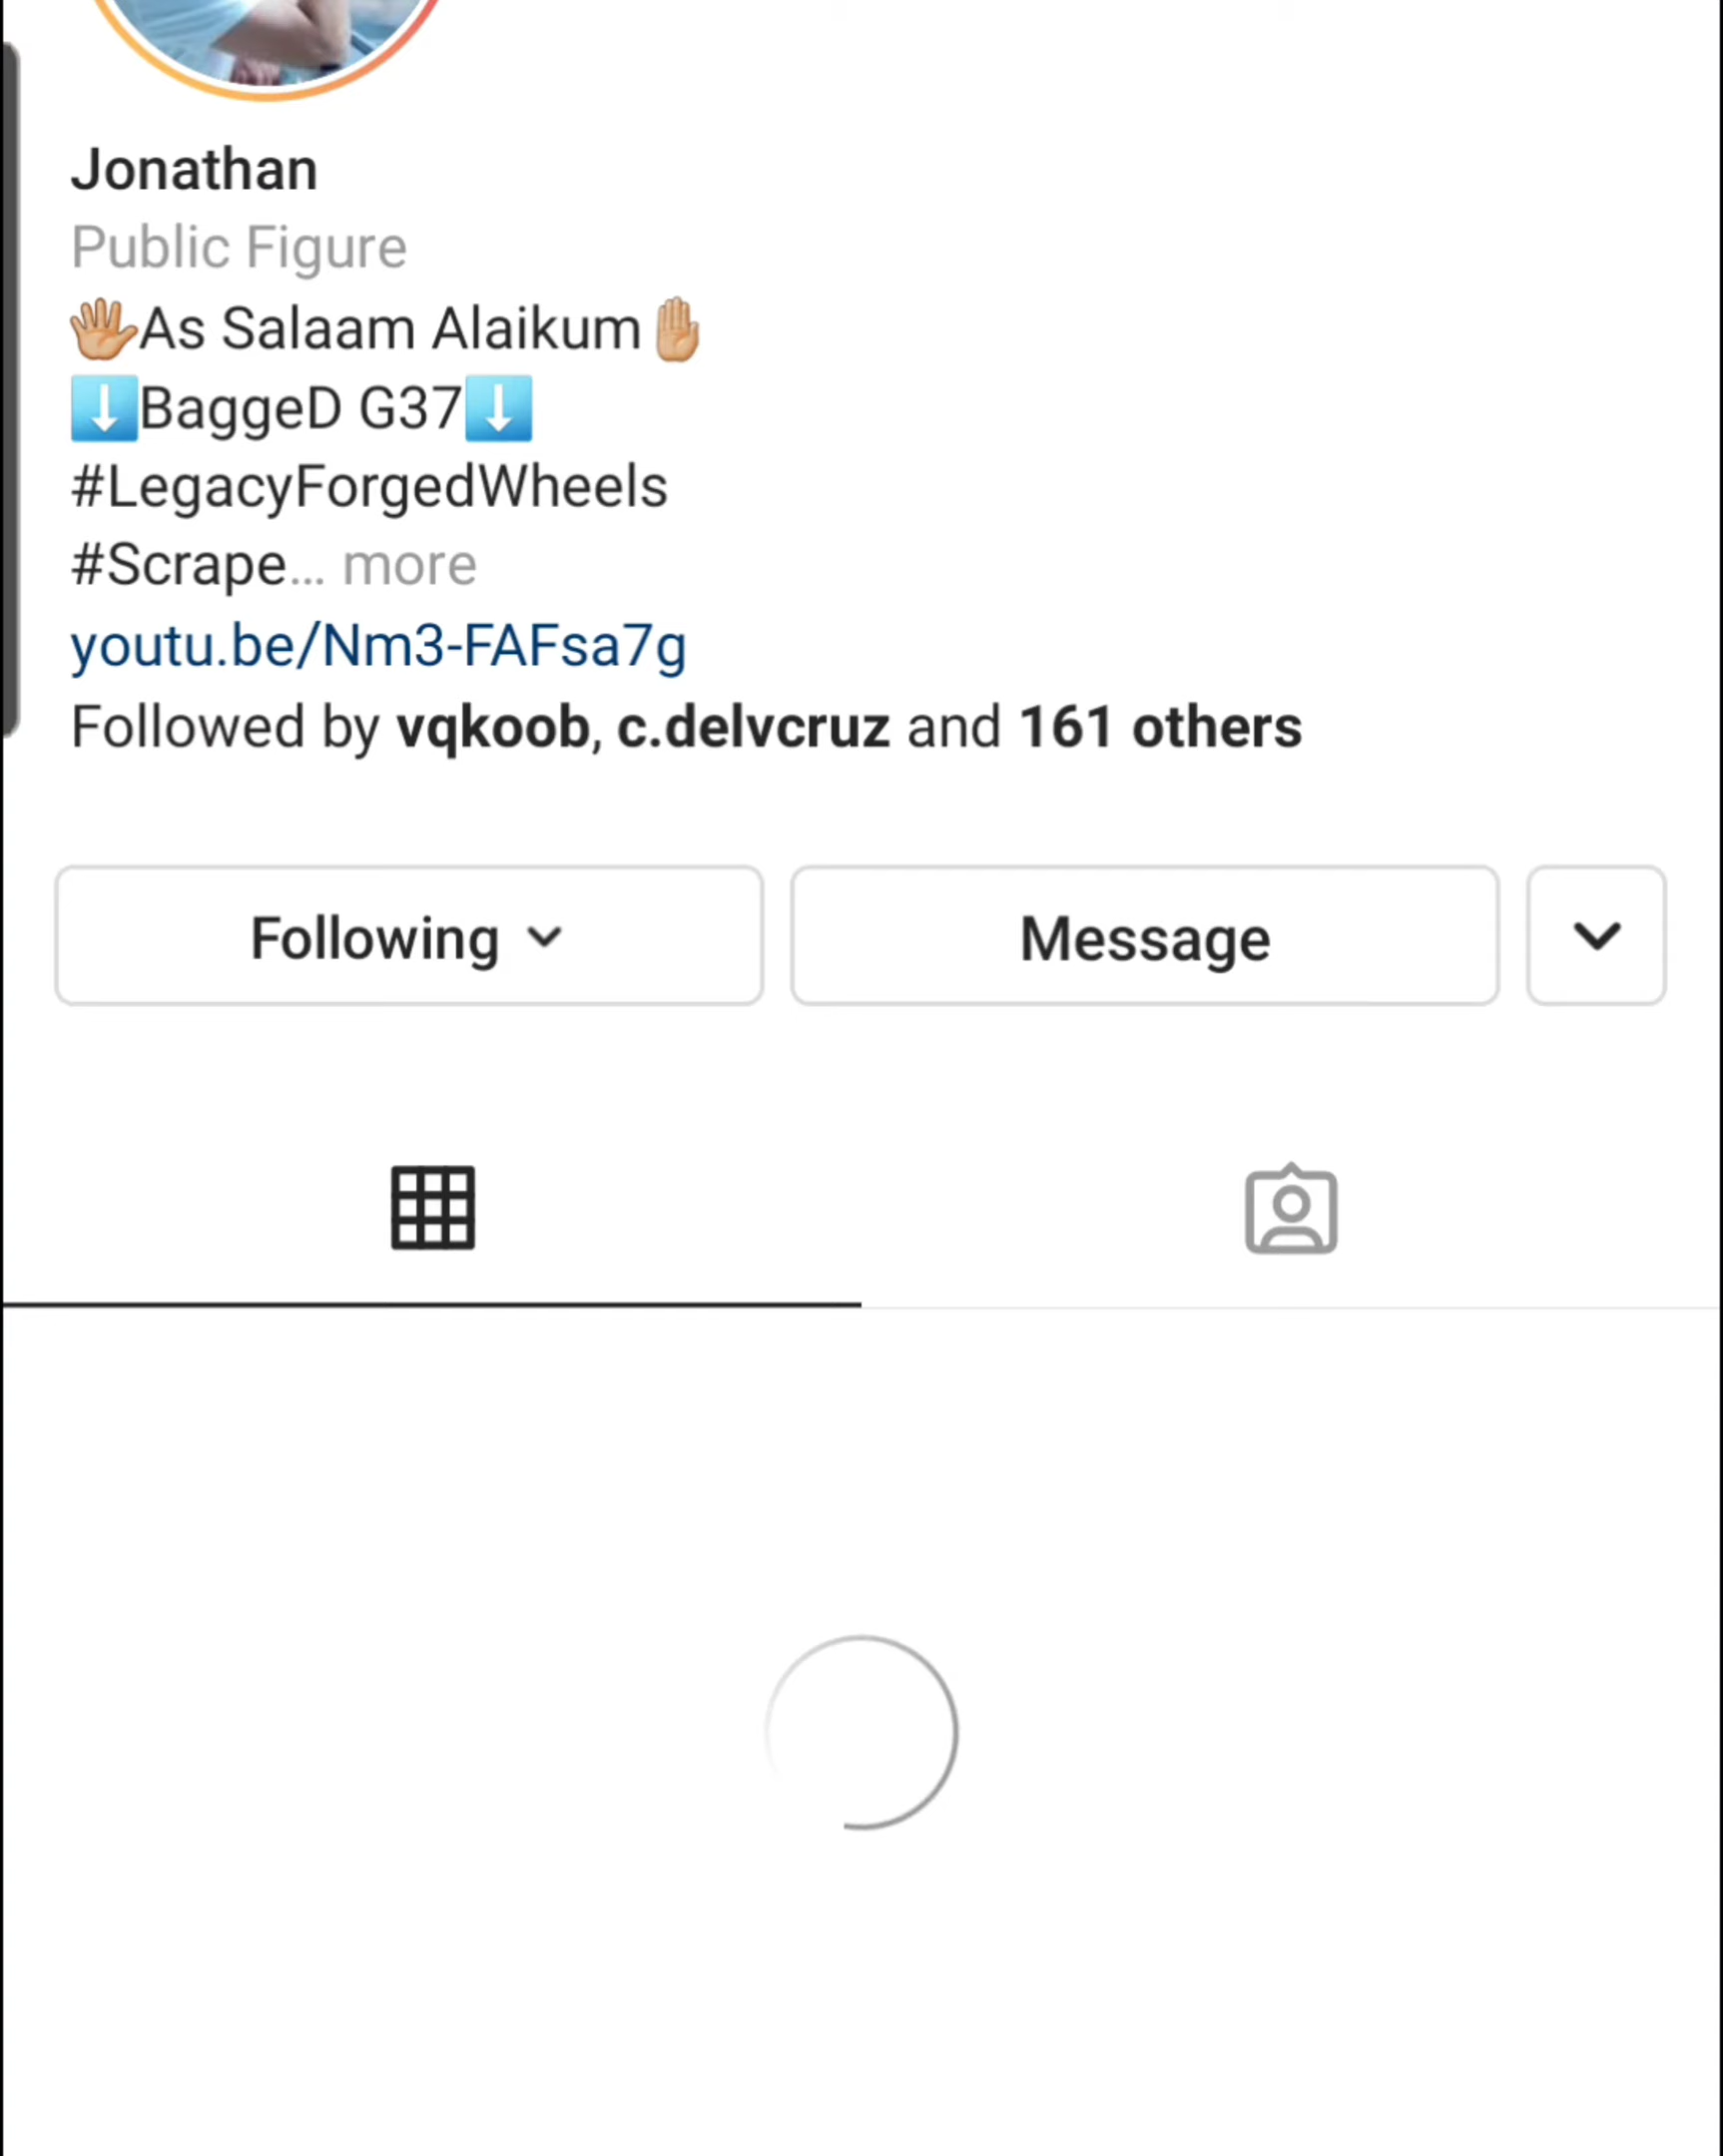 Jonathan
Public Figure
🖐🏼As Salaam Alaikum🤚🏼
⬇️BaggeD G37⬇️
#LegacyForgedWheels
#Scrape... more
youtu.be/Nm3-FAFsa7g
Followed by vqkoob, c.delvcruz and 161 others
Following
Message